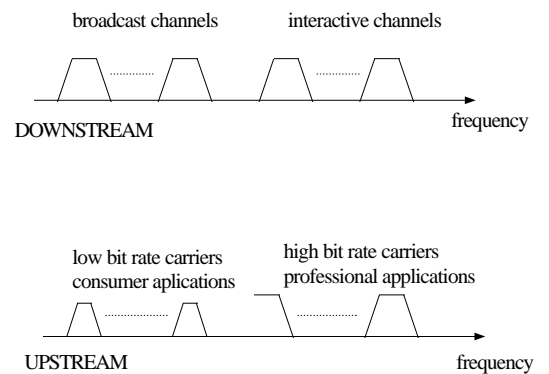 broadcast channels
interactive channels
frequency
DOWNSTREAM
low bit rate carriers
consumer aplications
high bit rate carriers
professional applications
UPSTREAM
frequency